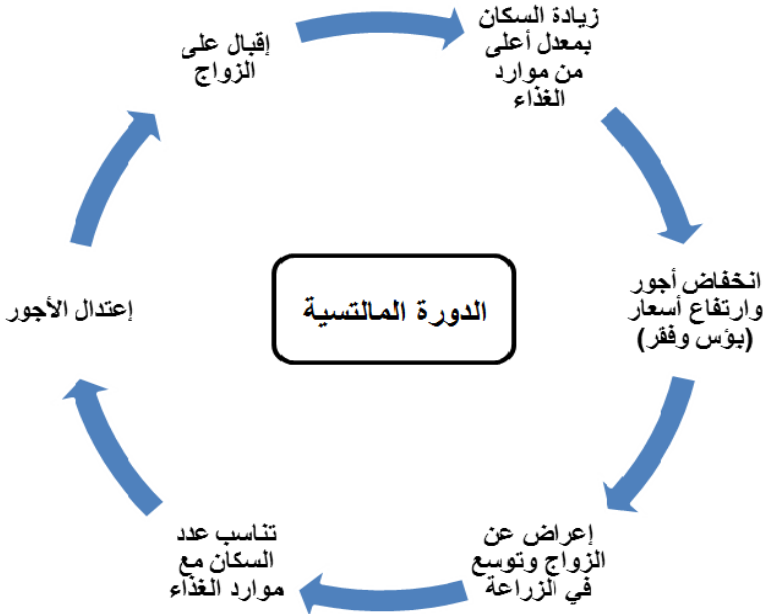 زيادة السكان
بمعدل أعلى
من موارد
الغذاء
انخفاض أجور
وارتفاع أسعار
(بؤس وفقر)
إعراض عن
الزواج وتوسع
في الزراعة
تناسب عدد
السكان مع
موارد الغذاء
إعتدال الأجور
إقبال على
الزواج
الدورة المالتسية